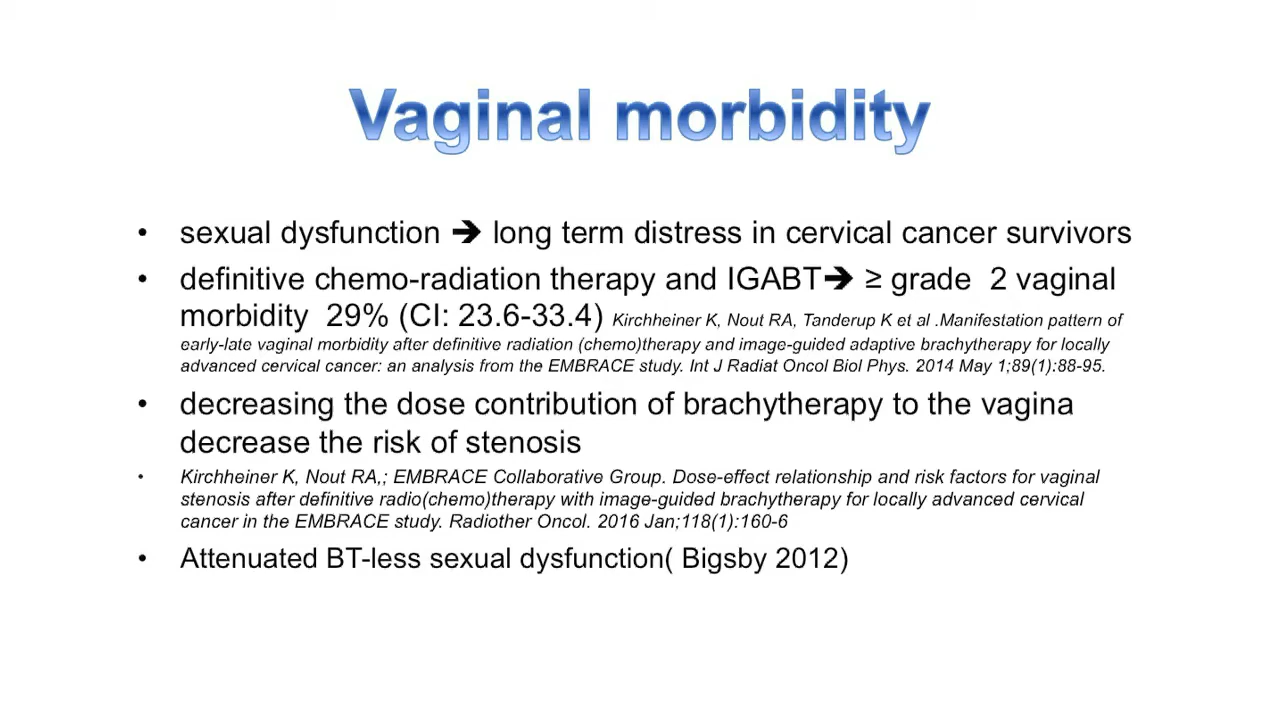 Vaginal morbidity
• sexual dysfunction ➔ long term distress in cervical cancer survivors
• definitive chemo-radiation therapy and IGABT➔ ≥ grade  2 vaginal
morbidity  29% (CI: 23.6-33.4) Kirchheiner K, Nout RA, Tanderup K et al .Manifestation pattern of
early-late vaginal morbidity after definitive radiation (chemo)therapy and image-guided adaptive brachytherapy for locally
advanced cervical cancer: an analysis from the EMBRACE study. Int J Radiat Oncol Biol Phys. 2014 May 1;89(1):88-95.
• decreasing the dose contribution of brachytherapy to the vagina
decrease the risk of stenosis
• Kirchheiner K, Nout RA,; EMBRACE Collaborative Group. Dose-effect relationship and risk factors for vaginal
stenosis after definitive radio(chemo)therapy with image-guided brachytherapy for locally advanced cervical
cancer in the EMBRACE study. Radiother Oncol. 2016 Jan;118(1):160-6
• Attenuated BT-less sexual dysfunction( Bigsby 2012)